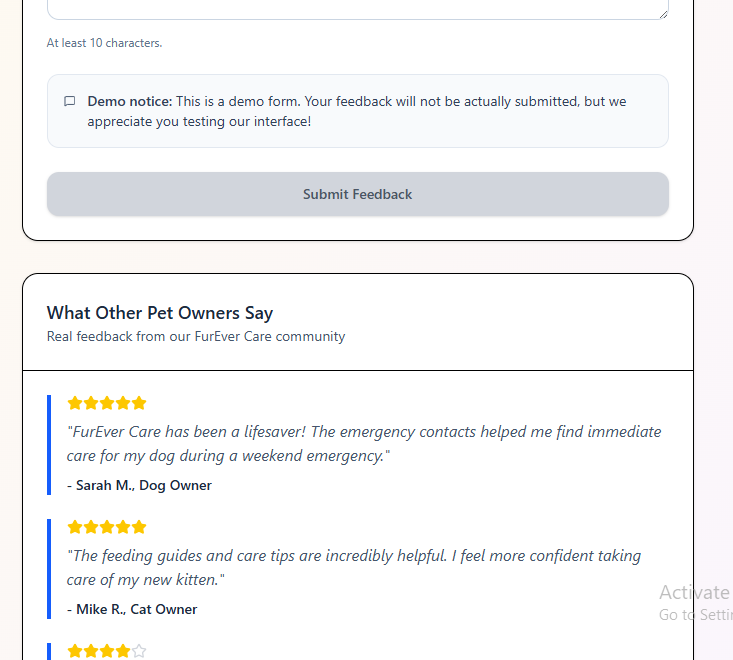 At least 10 characters.
Demo notice: This is a demo form. Your feedback will not be actually submitted, but we
appreciate you testing our interface!
Submit Feedback
What Other Pet Owners Say
Real feedback from our FurEver Care community
"FurEver Care has been a lifesaver! The emergency contacts helped me find immediate
care for my dog during a weekend emergency."
- Sarah M., Dog Owner
"The feeding guides and care tips are incredibly helpful. I feel more confident taking
care of my new kitten."
- Mike R., Cat Owner
Activate
Go to Settin